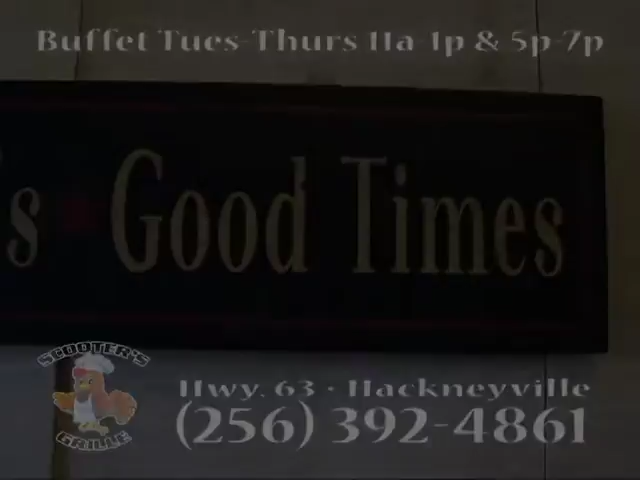 Buffet Tues-Thurs 11a-1p & 5p-7p
's Good Times
SCOOTER'S
GRILLE
Hwy. 63 • Hackneyville
(256) 392-4861